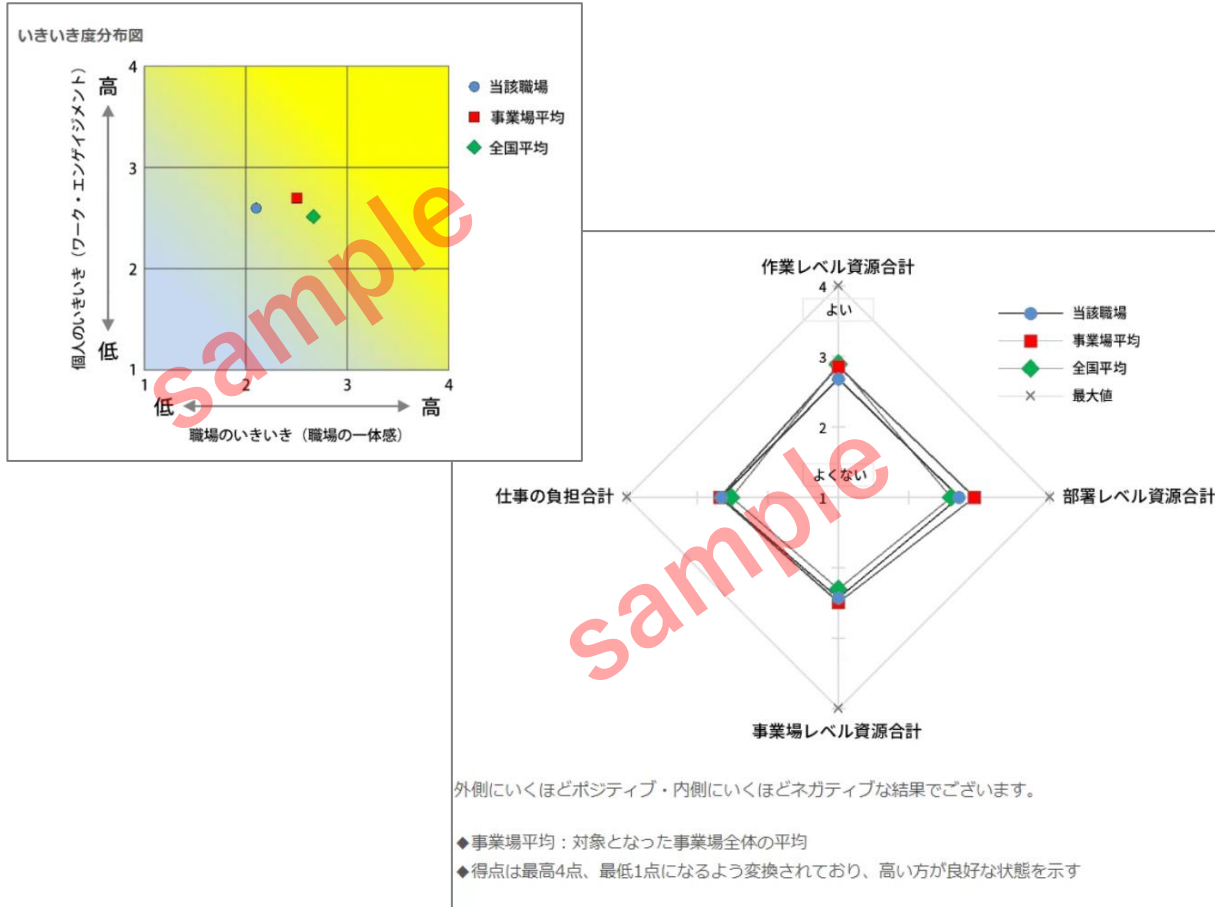 いきいき度分布図
個人のいきいき（ワーク・エンゲイジメント）
高
低
4
3
2
1
1
2
3
4
低
高
職場のいきいき（職場の一体感）
当該職場
事業場平均
全国平均
sample
作業レベル資源合計
4
よい
3
2
よくない
1
仕事の負担合計
部署レベル資源合計
事業場レベル資源合計
当該職場
事業場平均
全国平均
最大値
sample
外側にいくほどポジティブ・内側にいくほどネガティブな結果でございます。
◆事業場平均：対象となった事業場全体の平均
◆得点は最高4点、最低1点になるよう変換されており、高い方が良好な状態を示す